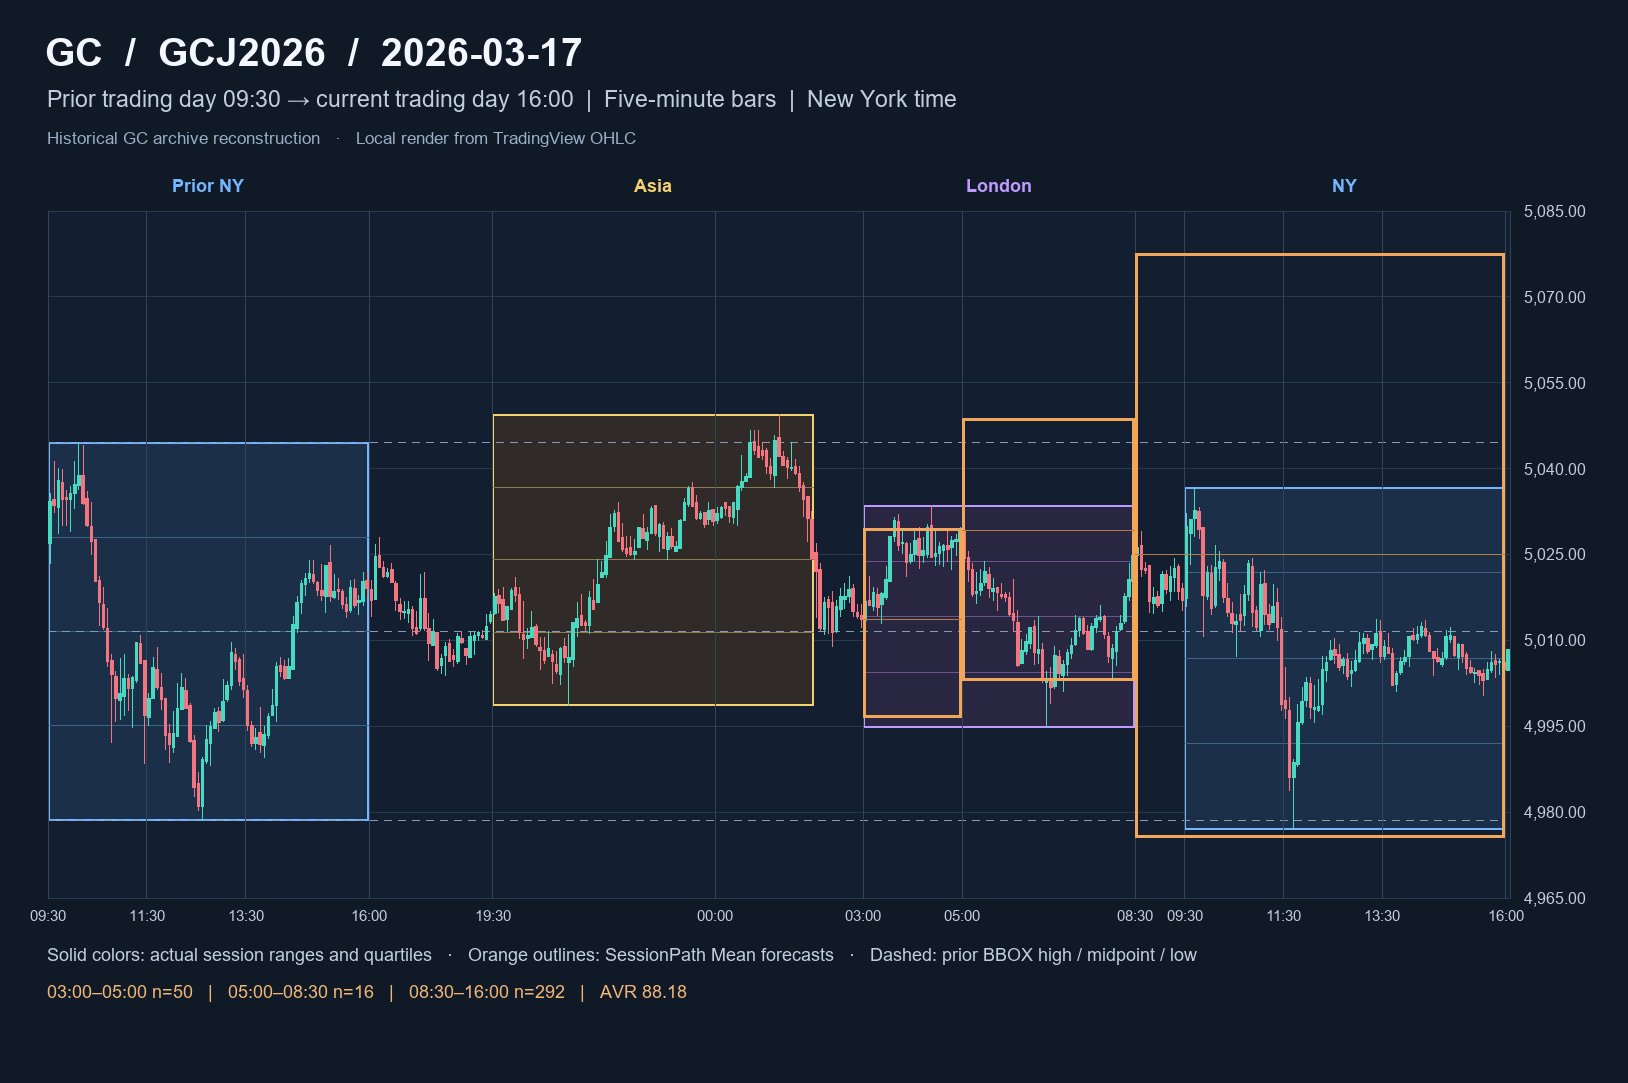 GC / GCJ2026 / 2026-03-17
Prior trading day 09:30 → current trading day 16:00 | Five-minute bars | New York time
Historical GC archive reconstruction · Local render from TradingView OHLC
Prior NY Asia London NY
5,085.00
5,070.00
5,055.00
5,040.00
5,025.00
5,010.00
4,995.00
4,980.00
4,965.00
09:30 11:30 13:30 16:00 19:30 00:00 03:00 05:00 08:30 09:30 11:30 13:30 16:00
Solid colors: actual session ranges and quartiles · Orange outlines: SessionPath Mean forecasts · Dashed: prior BBOX high / midpoint / low
03:00–05:00 n=50 | 05:00–08:30 n=16 | 08:30–16:00 n=292 | AVR 88.18